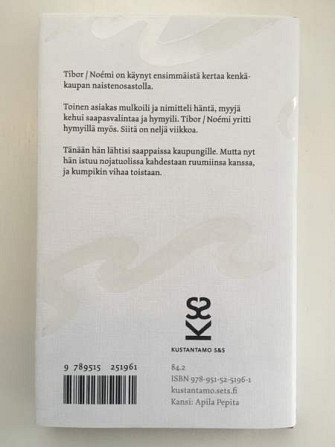 Tibor / Noémi on käynyt ensimmäistä kertaa kenkä-
kaupan naistenosastolla.
Toinen asiakas mulkoili ja nimitteli häntä, myyjä
kehui saapasvalintaa ja hymyili. Tibor / Noémi yritti
hymyillä myös. Siitä on neljä viikkoa.
Tänään hän lähtisi saappaissa kaupungille. Mutta nyt
hän istuu nojatuolissa kahdestaan ruumiinsa kanssa,
ja kumpikin vihaa toistaan.
K&S
KUSTANTAMO S&S
9 789515 251961
84.2
ISBN 978-951-52-5196-1
kustantamo.sets.fi
Kansi: Apila Pepita